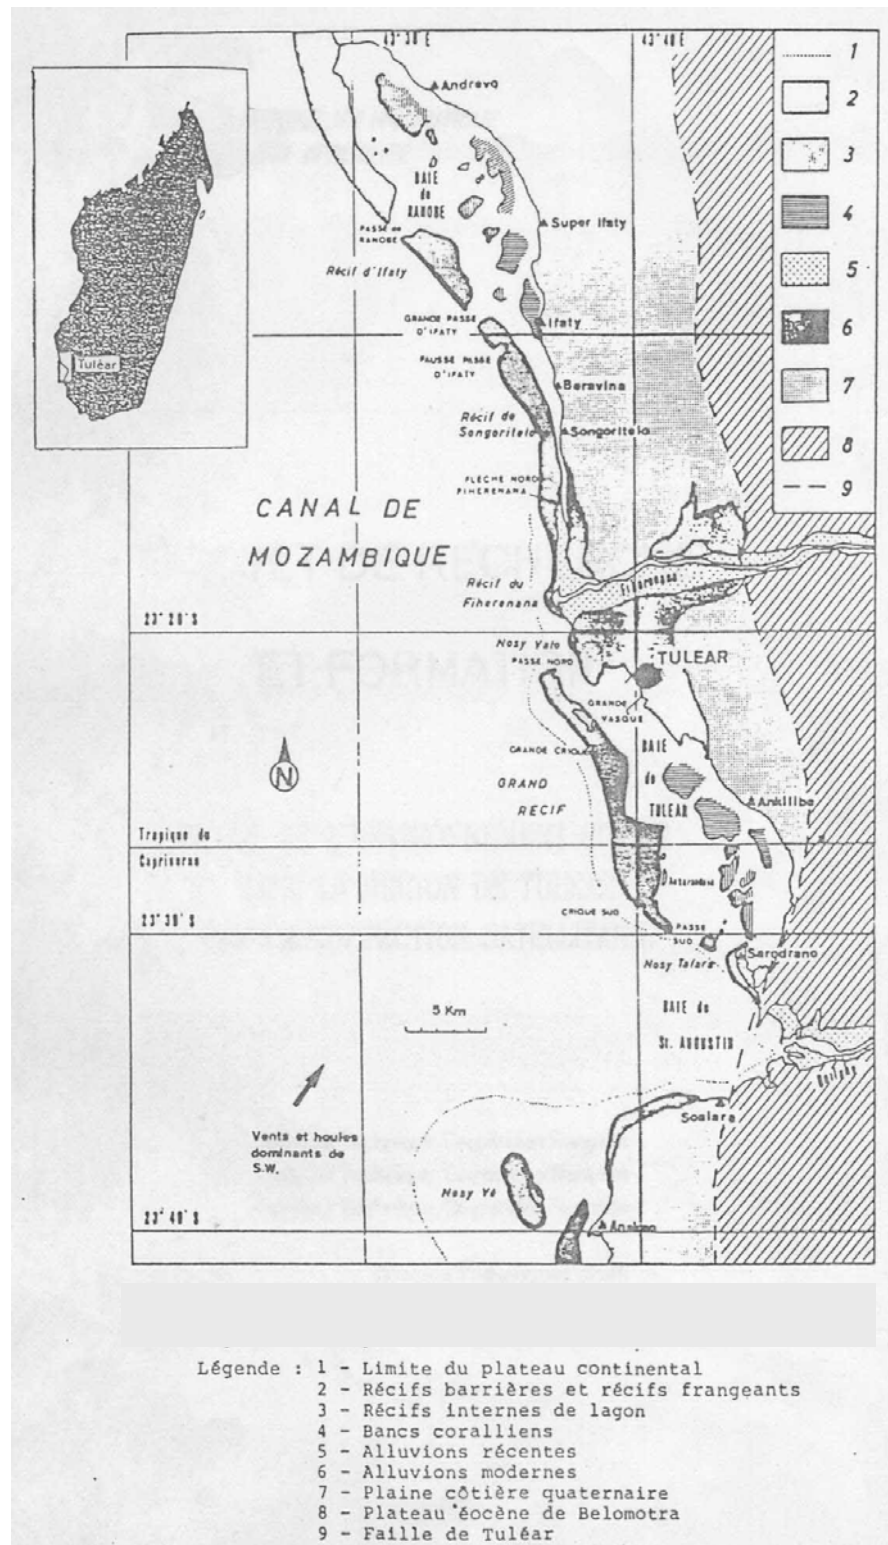 43° 30 E
43° 40 E
1
2
3
4
5
6
7
8
9
Andrevo
BAIE
de
RANOBE
PASSE de
RANOBE
Super Ifaty
Récif d'Ifaty
GRANDE PASSE
D'IFATY
Ifaty
FAUSSE PASSE
D'IFATY
Beravina
Récif de
Songoritelo
Songoritelo
FLECHE NORD
FIHERENANA
Tuléar
CANAL DE
MOZAMBIQUE
Récif du
Fiherenana
Fiherenana
23° 20' S
Nosy Valo
PASSE NORD
TULEAR
GRANDE
VASQUE
GRANDE CRIQUE
BAIE
de
TULEAR
GRAND
RECIF
N
Ankilibe
Tropique du
Capricorne
CRIQUE SUD
PASSE
SUD
23° 30' S
Nosy Tafara
Sarodrano
BAIE de
St. AUGUSTIN
5 Km
Onilahy
Soalara
Vents et houles
dominants de
S.W.
Nosy Vé
23° 40' S
Anakao
Légende : 1 - Limite du plateau continental
2 - Récifs barrières et récifs frangeants
3 - Récifs internes de lagon
4 - Bancs coralliens
5 - Alluvions récentes
6 - Alluvions modernes
7 - Plaine côtière quaternaire
8 - Plateau éocène de Belomotra
9 - Faille de Tuléar